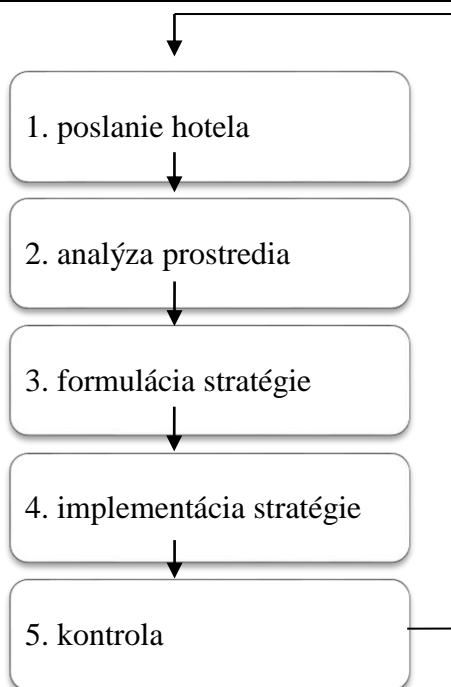 1. poslanie hotela
2. analýza prostredia
3. formulácia stratégie
4. implementácia stratégie
5. kontrola